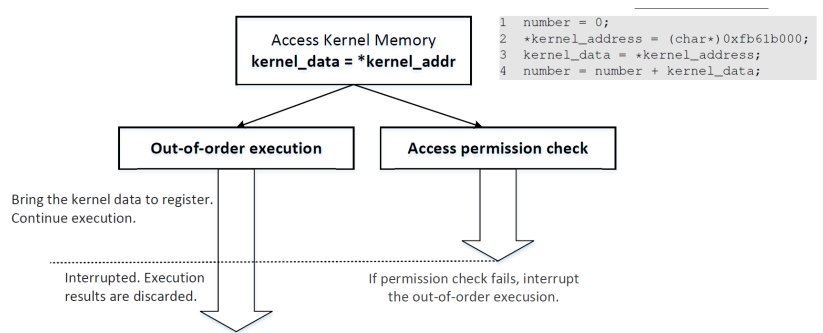 Access Kernel Memory
kernel_data = *kernel_addr
1 number = 0;
2 *kernel_address = (char*)0xfb61b000;
3 kernel_data = *kernel_address;
4 number = number + kernel_data;
Out-of-order execution
Access permission check
Bring the kernel data to register.
Continue execution.
Interrupted. Execution
results are discarded.
If permission check fails, interrupt
the out-of-order execusion.